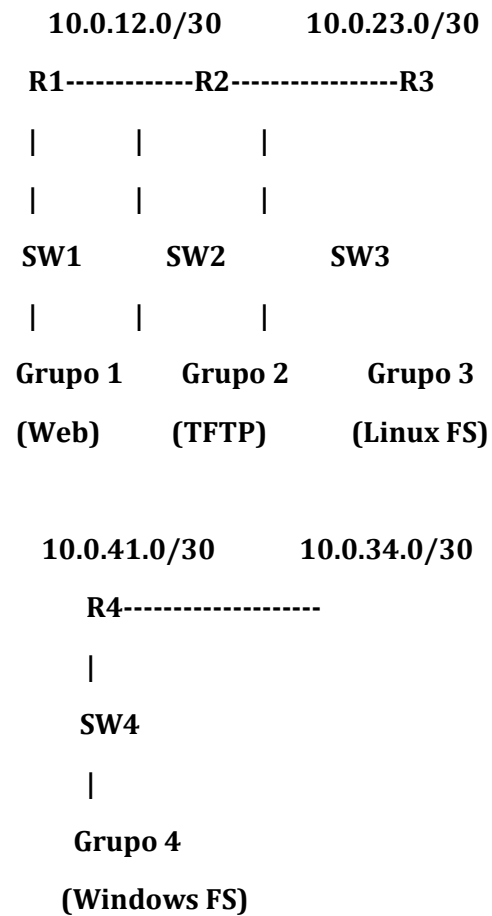 10.0.12.0/30 10.0.23.0/30
R1-------------R2-----------------R3
| | |
| | |
SW1 SW2 SW3
| | |
Grupo 1 Grupo 2 Grupo 3
(Web) (TFTP) (Linux FS)
10.0.41.0/30 10.0.34.0/30
R4--------------------
|
SW4
|
Grupo 4
(Windows FS)